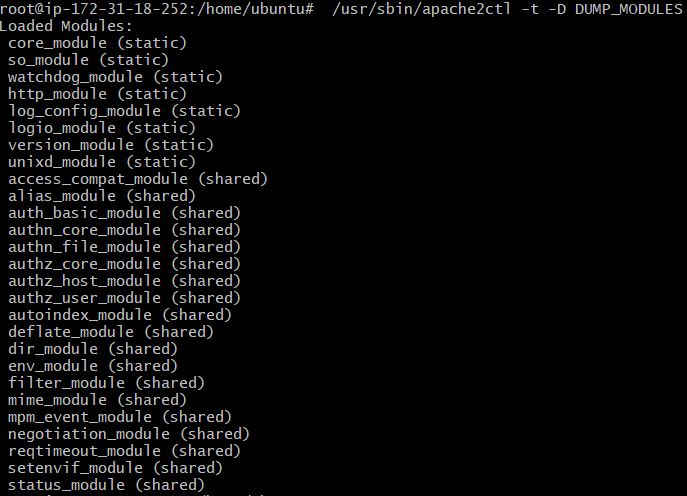 root@ip-172-31-18-252:/home/ubuntu#  /usr/sbin/apache2ctl -t -D DUMP_MODULES
Loaded Modules:
 core_module (static)
 so_module (static)
 watchdog_module (static)
 http_module (static)
 log_config_module (static)
 logio_module (static)
 version_module (static)
 unixd_module (static)
 access_compat_module (shared)
 alias_module (shared)
 auth_basic_module (shared)
 authn_core_module (shared)
 authn_file_module (shared)
 authz_core_module (shared)
 authz_host_module (shared)
 authz_user_module (shared)
 autoindex_module (shared)
 deflate_module (shared)
 dir_module (shared)
 env_module (shared)
 filter_module (shared)
 mime_module (shared)
 mpm_event_module (shared)
 negotiation_module (shared)
 reqtimeout_module (shared)
 setenvif_module (shared)
 status_module (shared)